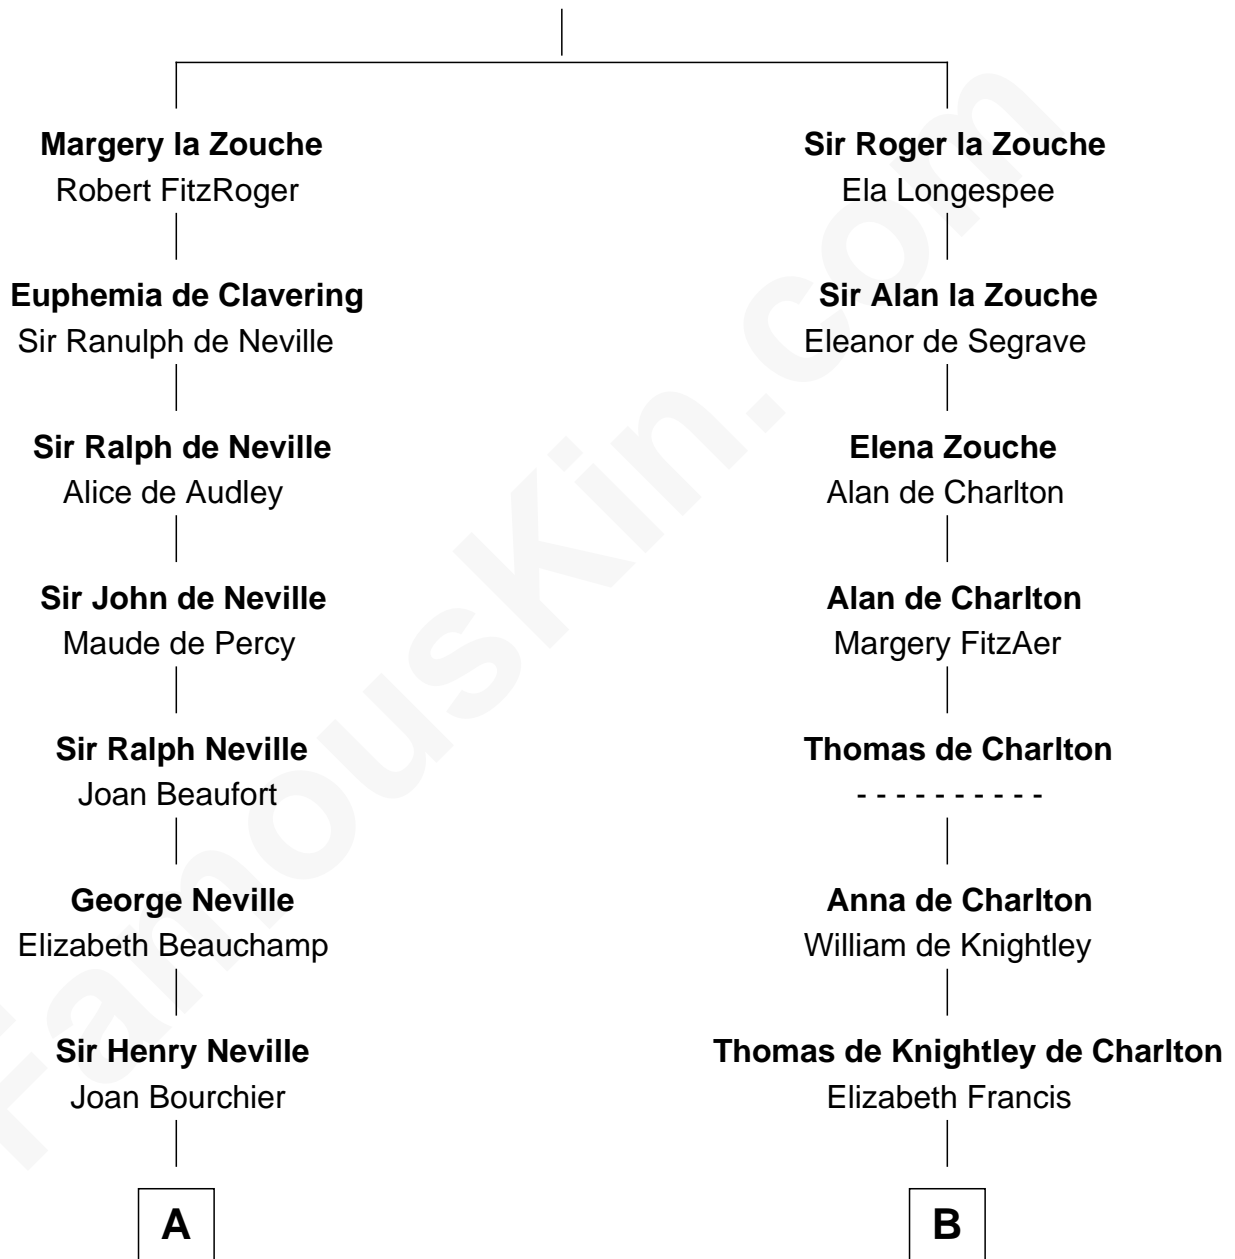 Margery la Zouche
Robert FitzRoger
Sir Roger la Zouche
Ela Longespee
Euphemia de Clavering
Sir Ranulph de Neville
Sir Alan la Zouche
Eleanor de Segrave
Sir Ralph de Neville
Alice de Audley
Elena Zouche
Alan de Charlton
Sir John de Neville
Maude de Percy
Alan de Charlton
Margery FitzAer
Sir Ralph Neville
Joan Beaufort
Thomas de Charlton
- - - - - - - - - -
George Neville
Elizabeth Beauchamp
Anna de Charlton
William de Knightley
Sir Henry Neville
Joan Bourchier
Thomas de Knightley de Charlton
Elizabeth Francis
A
B
FamousKin.com